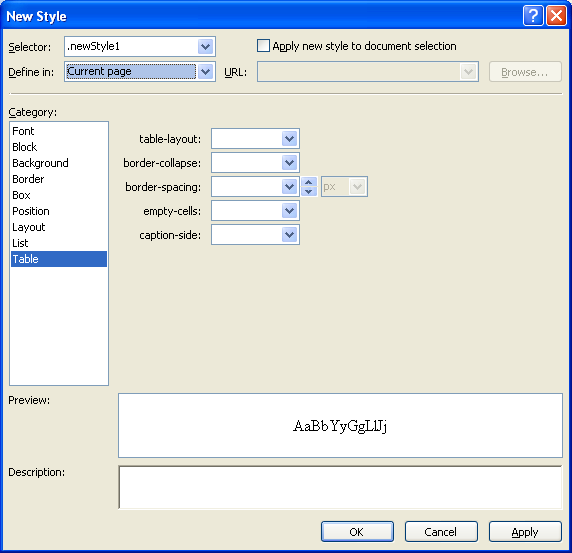 New Style
Selector: .newStyle1 Apply new style to document selection
Define in: Current page URL: Browse...
Category:
Font
Block
Background
Border
Box
Position
Layout
List
Table
table-layout:
border-collapse:
border-spacing: px
empty-cells:
caption-side:
Preview:
AaBbYyGgLlJj
Description:
OK Cancel Apply